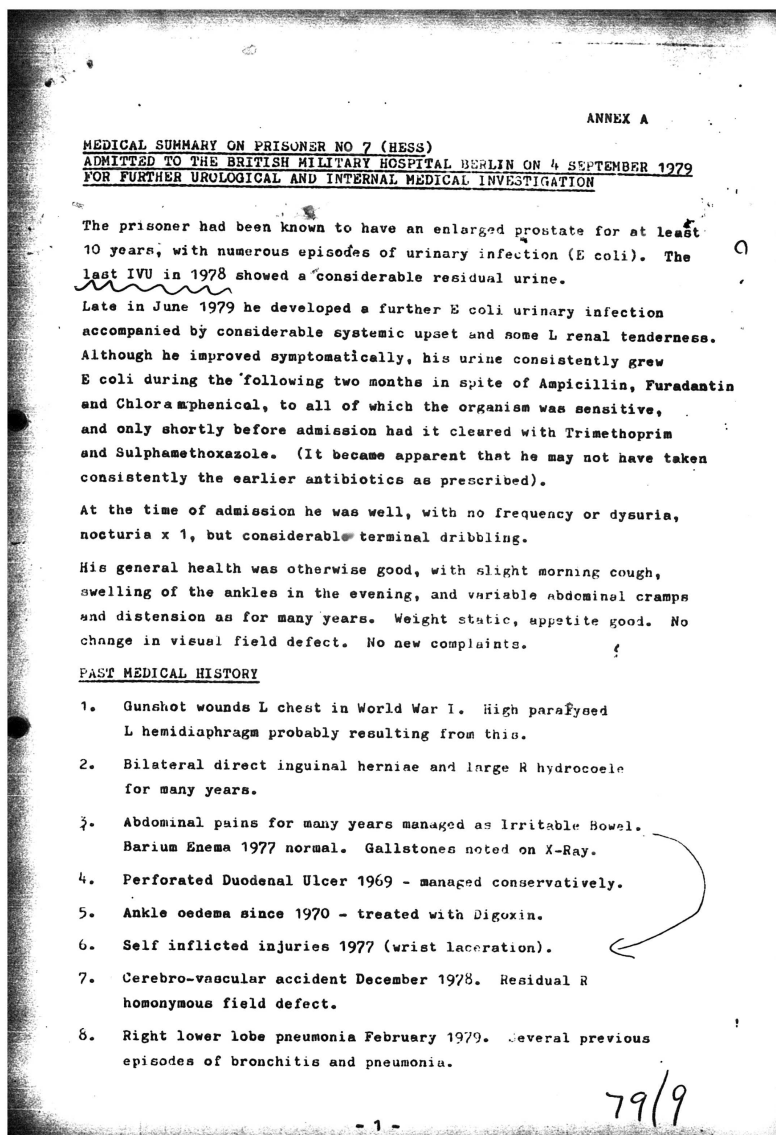 ANNEX A
MEDICAL SUMMARY ON PRISONER NO 7 (HESS)
ADMITTED TO THE BRITISH MILITARY HOSPITAL BERLIN ON 4 SEPTEMBER 1979
FOR FURTHER UROLOGICAL AND INTERNAL MEDICAL INVESTIGATION
The prisoner had been known to have an enlarged prostate for at least
10 years, with numerous episodes of urinary infection (E coli). The
last IVU in 1978 showed a considerable residual urine.
Late in June 1979 he developed a further E coli urinary infection
accompanied by considerable systemic upset and some L renal tenderness.
Although he improved symptomatically, his urine consistently grew
E coli during the following two months in spite of Ampicillin, Furadantin
and Chloramphenicol, to all of which the organism was sensitive,
and only shortly before admission had it cleared with Trimethoprim
and Sulphamethoxazole. (It became apparent that he may not have taken
consistently the earlier antibiotics as prescribed).
At the time of admission he was well, with no frequency or dysuria,
nocturia x 1, but considerable terminal dribbling.
His general health was otherwise good, with slight morning cough,
swelling of the ankles in the evening, and variable abdominal cramps
and distension as for many years. Weight static, appetite good. No
change in visual field defect. No new complaints.
PAST MEDICAL HISTORY
1. Gunshot wounds L chest in World War I. High paralysed
L hemidiaphragm probably resulting from this.
2. Bilateral direct inguinal herniae and large R hydrocoele
for many years.
3. Abdominal pains for many years managed as Irritable Bowel.
Barium Enema 1977 normal. Gallstones noted on X-Ray.
4. Perforated Duodenal Ulcer 1969 - managed conservatively.
5. Ankle oedema since 1970 - treated with Digoxin.
6. Self inflicted injuries 1977 (wrist laceration).
7. Cerebro-vascular accident December 1978. Residual R
homonymous field defect.
8. Right lower lobe pneumonia February 1979. Several previous
episodes of bronchitis and pneumonia.
79/9
- 1 -